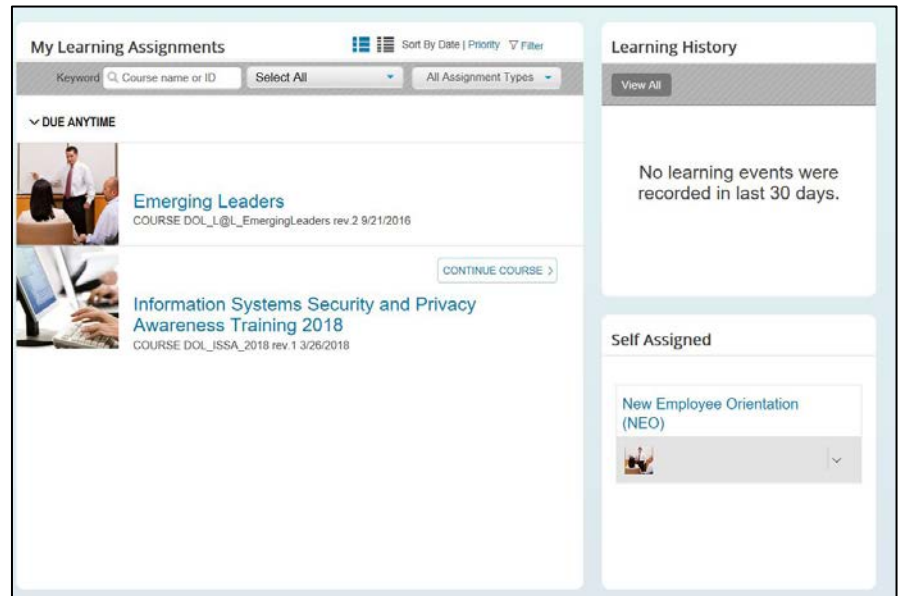 My Learning Assignments
Sort By Date | Priority Filter
Keyword Course name or ID Select All All Assignment Types
DUE ANYTIME
Emerging Leaders
COURSE DOL_L@L_EmergingLeaders rev.2 9/21/2016
CONTINUE COURSE >
Information Systems Security and Privacy
Awareness Training 2018
COURSE DOL_ISSA_2018 rev.1 3/26/2018
Learning History
View All
No learning events were
recorded in last 30 days.
Self Assigned
New Employee Orientation
(NEO)